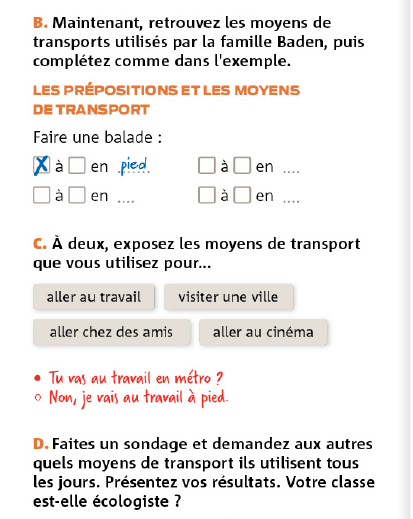 B. Maintenant, retrouvez les moyens de
transports utilisés par la famille Baden, puis
complétez comme dans l'exemple.
LES PRÉPOSITIONS ET LES MOYENS
DE TRANSPORT
Faire une balade :
X à □ en .pied.. □ à □ en ....
□ à □ en .... □ à □ en ....
C. À deux, exposez les moyens de transport
que vous utilisez pour...
aller au travail visiter une ville
aller chez des amis aller au cinéma
• Tu vas au travail en métro ?
○ Non, je vais au travail à pied.
D. Faites un sondage et demandez aux autres
quels moyens de transport ils utilisent tous
les jours. Présentez vos résultats. Votre classe
est-elle écologiste ?